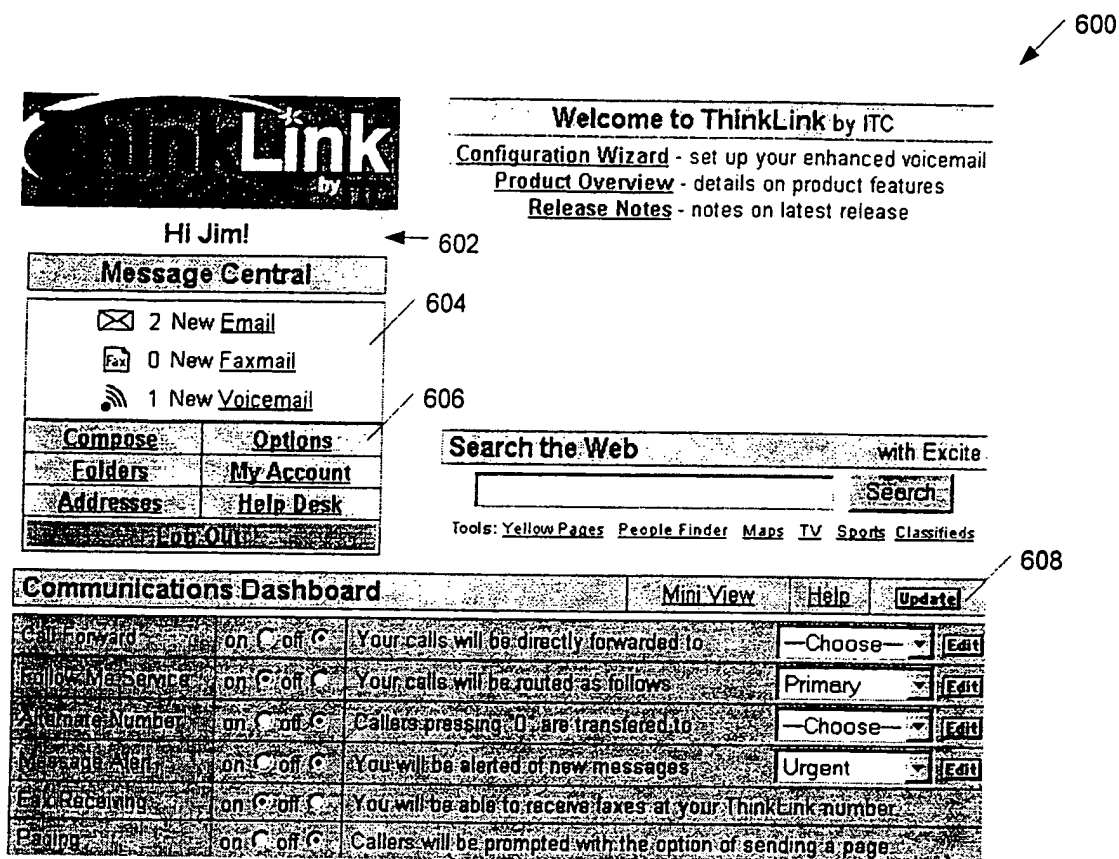 600
ThinkLink
by
Welcome to ThinkLink by ITC
Configuration Wizard - set up your enhanced voicemail
Product Overview - details on product features
Release Notes - notes on latest release
Hi Jim!
602
Message Central
604
2 New Email
Fax 0 New Faxmail
1 New Voicemail
606
Compose Options
Folders My Account
Addresses Help Desk
Log Out
Search the Web with Excite
Search
Tools: Yellow Pages People Finder Maps TV Sports Classifieds
608
Communications Dashboard Mini View Help Update
Call Forward on off Your calls will be directly forwarded to —Choose— Edit
Follow Me Service on off Your calls will be routed as follows Primary Edit
Alternate Number on off Callers pressing "0" are transfered to —Choose— Edit
Message Alert on off You will be alerted of new messages Urgent Edit
Fax Receiving on off You will be able to receive faxes at your ThinkLink number.
Paging on off Callers will be prompted with the option of sending a page.